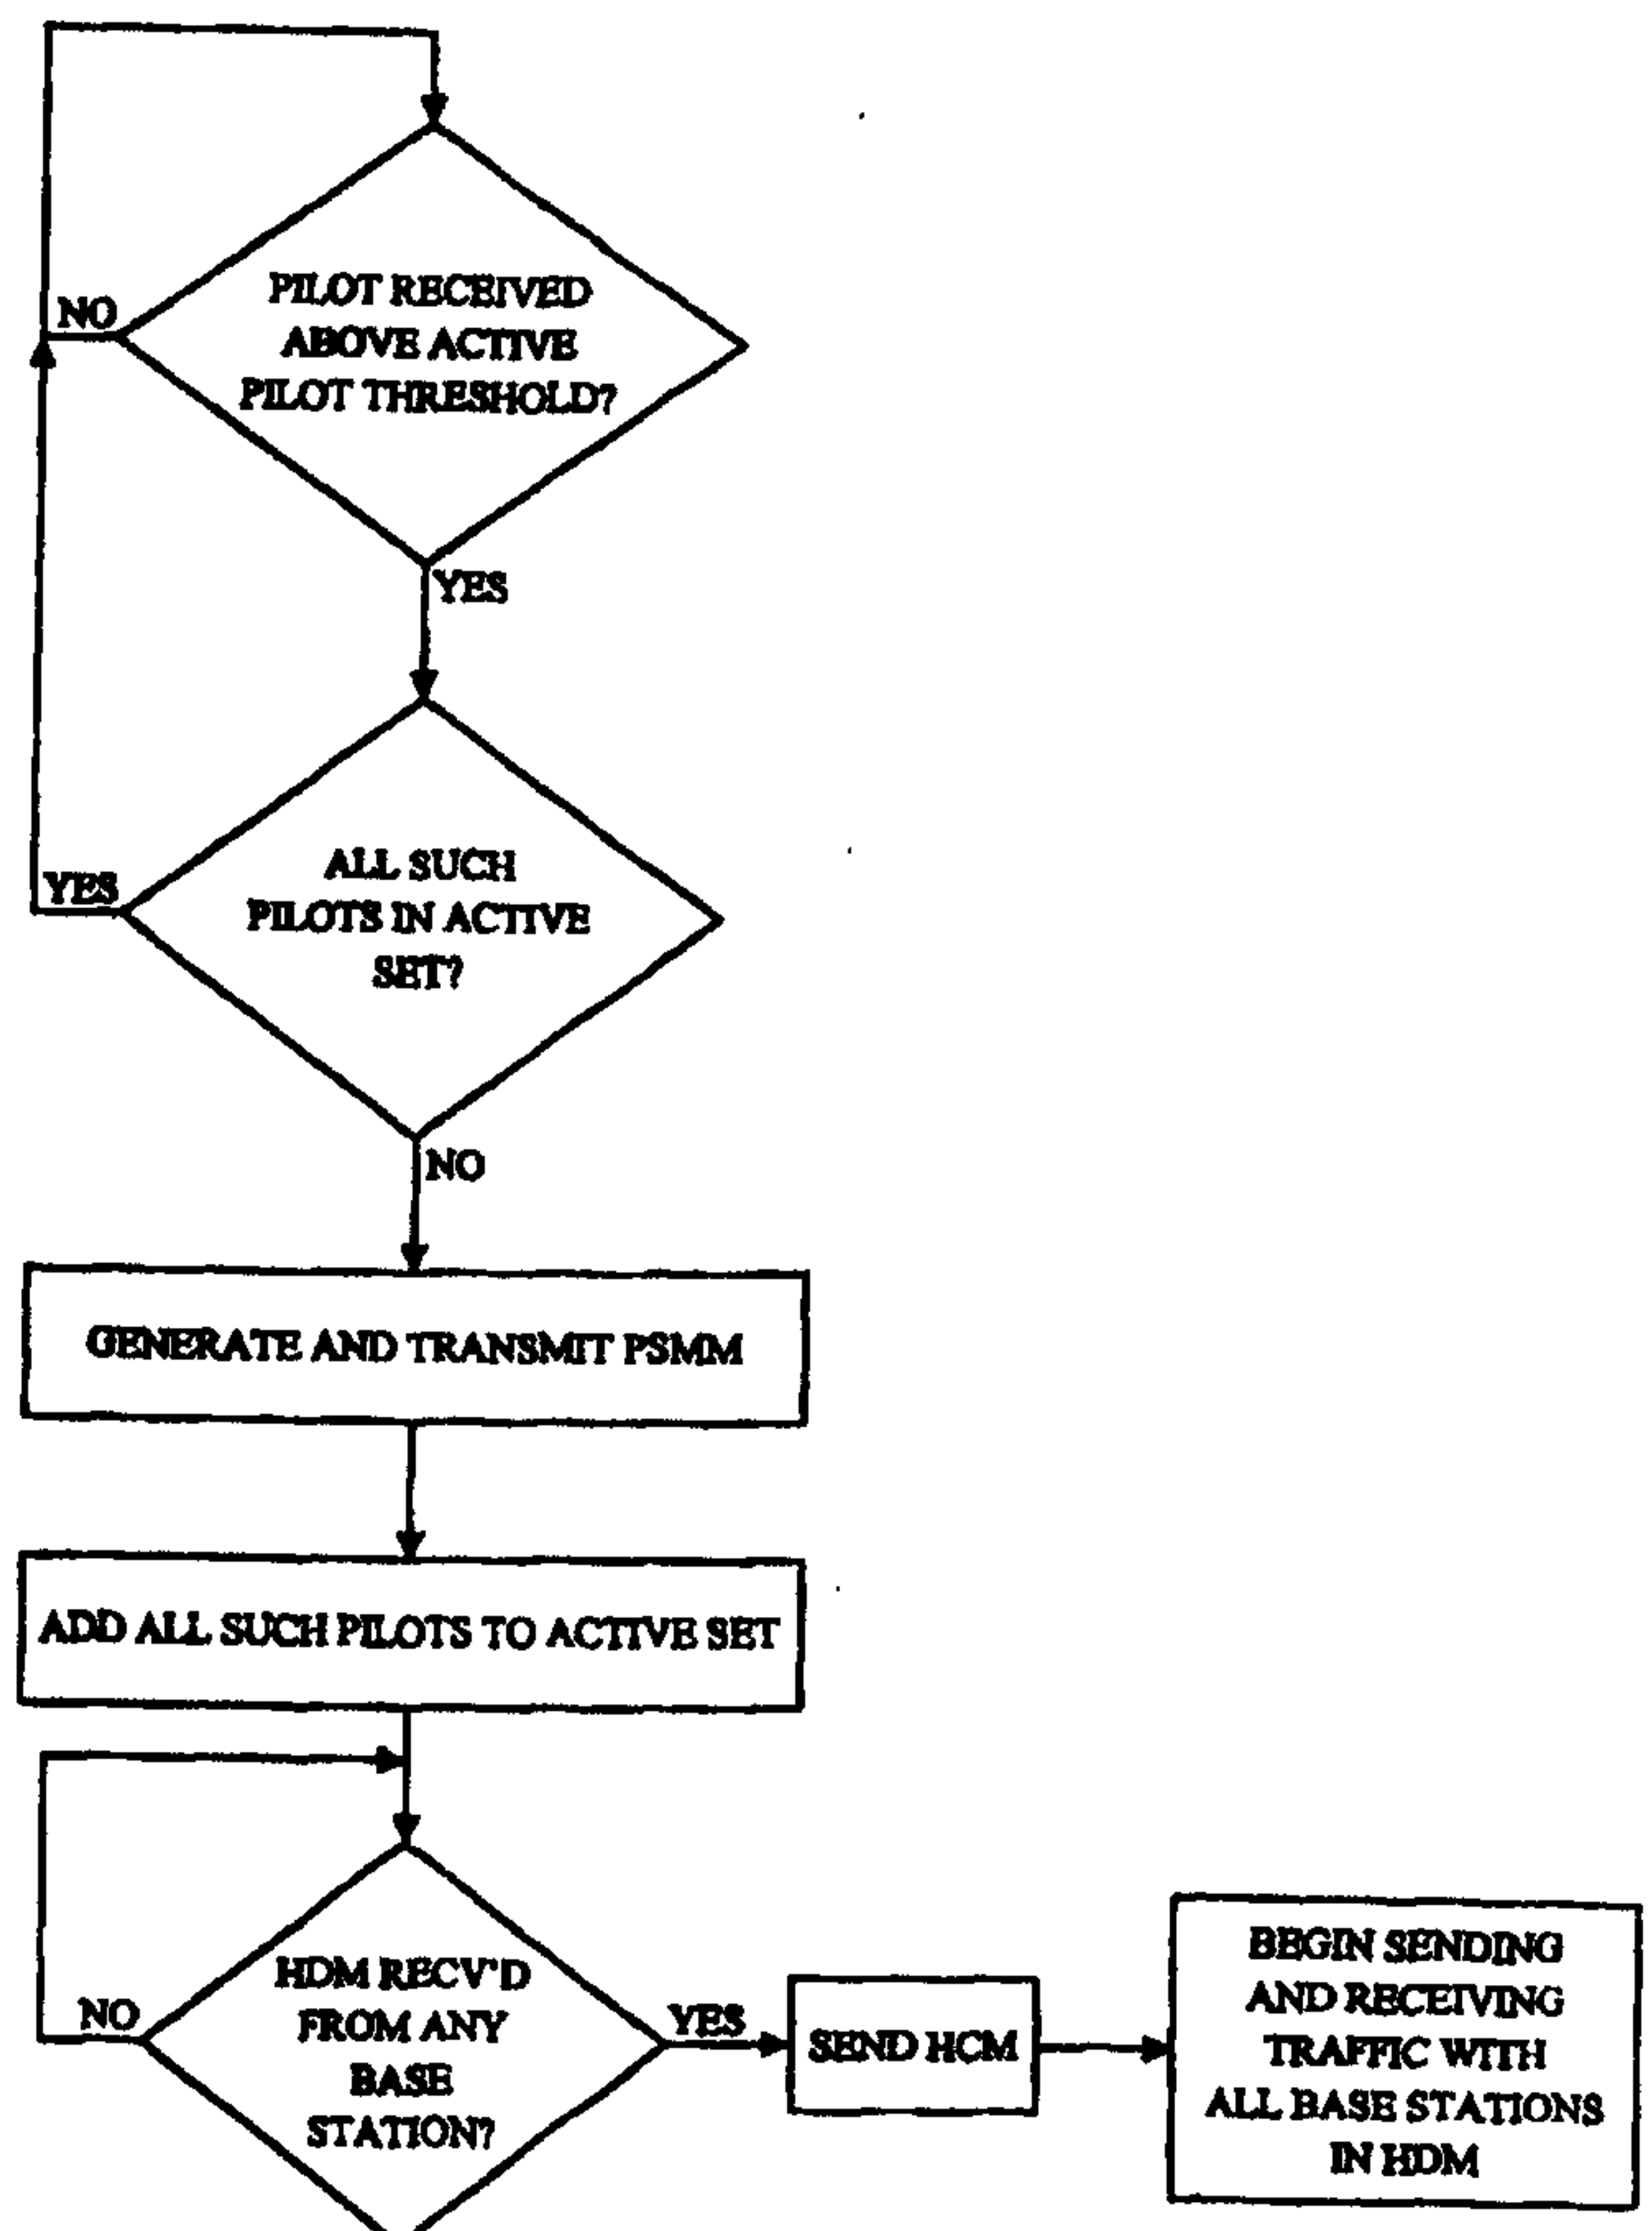 PILOT RECEIVED
ABOVE ACTIVE
PILOT THRESHOLD?
NO
YES
ALL SUCH
PILOTS IN ACTIVE
SET?
YES
NO
GENERATE AND TRANSMIT PSMM
ADD ALL SUCH PILOTS TO ACTIVE SET
HDM RECV'D
FROM ANY
BASE
STATION?
NO
YES
SEND HCM
BEGIN SENDING
AND RECEIVING
TRAFFIC WITH
ALL BASE STATIONS
IN HDM